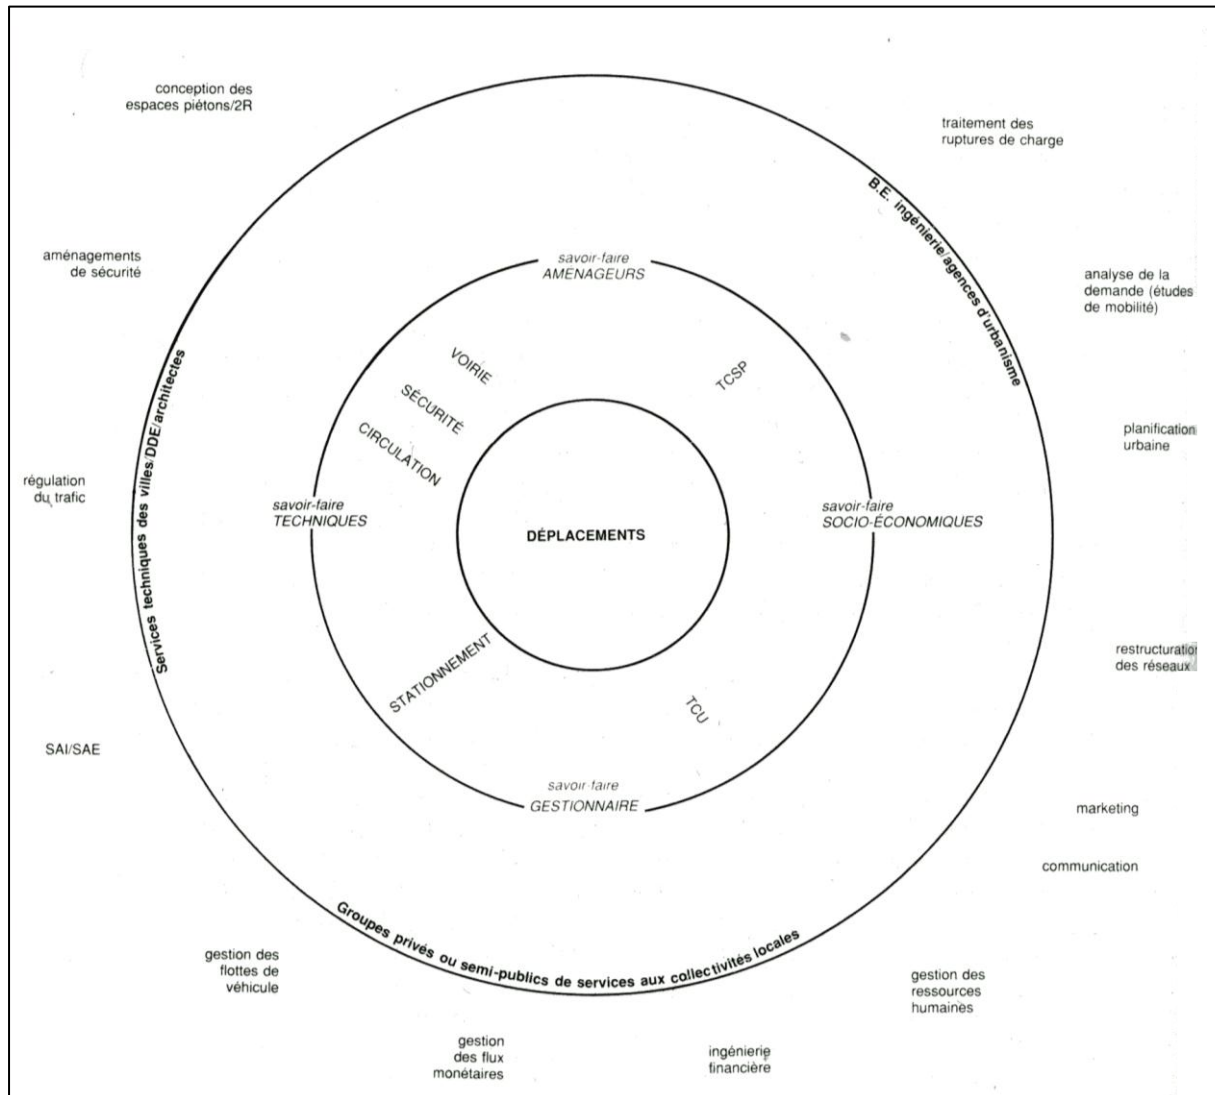 conception des
espaces piétons/2R
traitement des
ruptures de charge
B.E. ingénierie/agences d'urbanisme
aménagements
de sécurité
savoir-faire
AMÉNAGEURS
analyse de la
demande (études
de mobilité)
VOIRIE
TCSP
SÉCURITÉ
CIRCULATION
planification
urbaine
Services techniques des villes/DDE/architectes
régulation
du trafic
savoir-faire
TECHNIQUES
DÉPLACEMENTS
savoir-faire
SOCIO-ÉCONOMIQUES
STATIONNEMENT
TCU
restructuration
des réseaux
SAI/SAE
savoir-faire
GESTIONNAIRE
marketing
communication
Groupes privés ou semi-publics de services aux collectivités locales
gestion des
flottes de
véhicule
gestion des
ressources
humaines
gestion
des flux
monétaires
ingénierie
financière